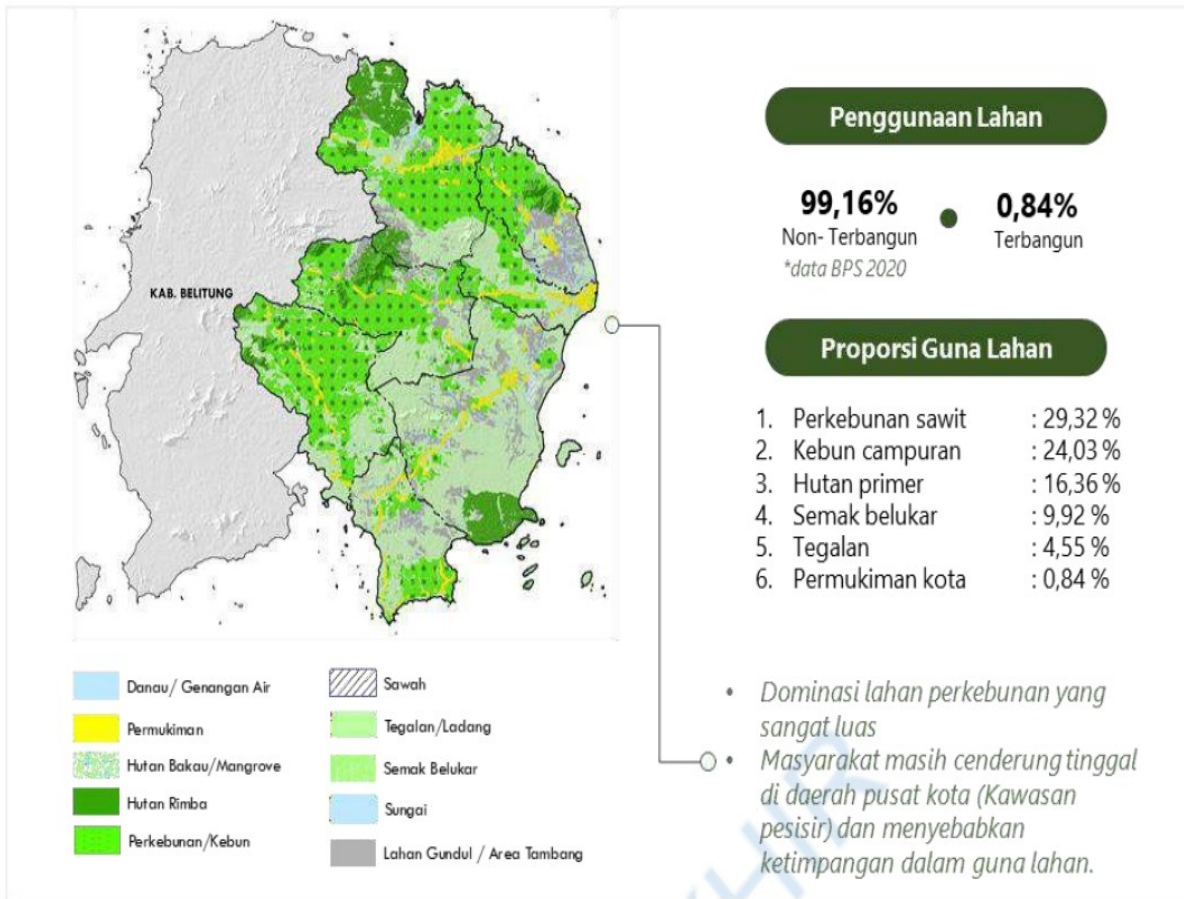 KAB. BELITUNG
Danau/ Genangan Air
Permukiman
Hutan Bakau/Mangrove
Hutan Rimba
Perkebunan/Kebun
Sawah
Tegalan/Ladang
Semak Belukar
Sungai
Lahan Gundul / Area Tambang
Penggunaan Lahan
99,16%
Non- Terbangun
*data BPS 2020
0,84%
Terbangun
Proporsi Guna Lahan
1. Perkebunan sawit : 29,32 %
2. Kebun campuran : 24,03 %
3. Hutan primer : 16,36 %
4. Semak belukar : 9,92 %
5. Tegalan : 4,55 %
6. Permukiman kota : 0,84 %
• Dominasi lahan perkebunan yang
sangat luas
• Masyarakat masih cenderung tinggal
di daerah pusat kota (Kawasan
pesisir) dan menyebabkan
ketimpangan dalam guna lahan.